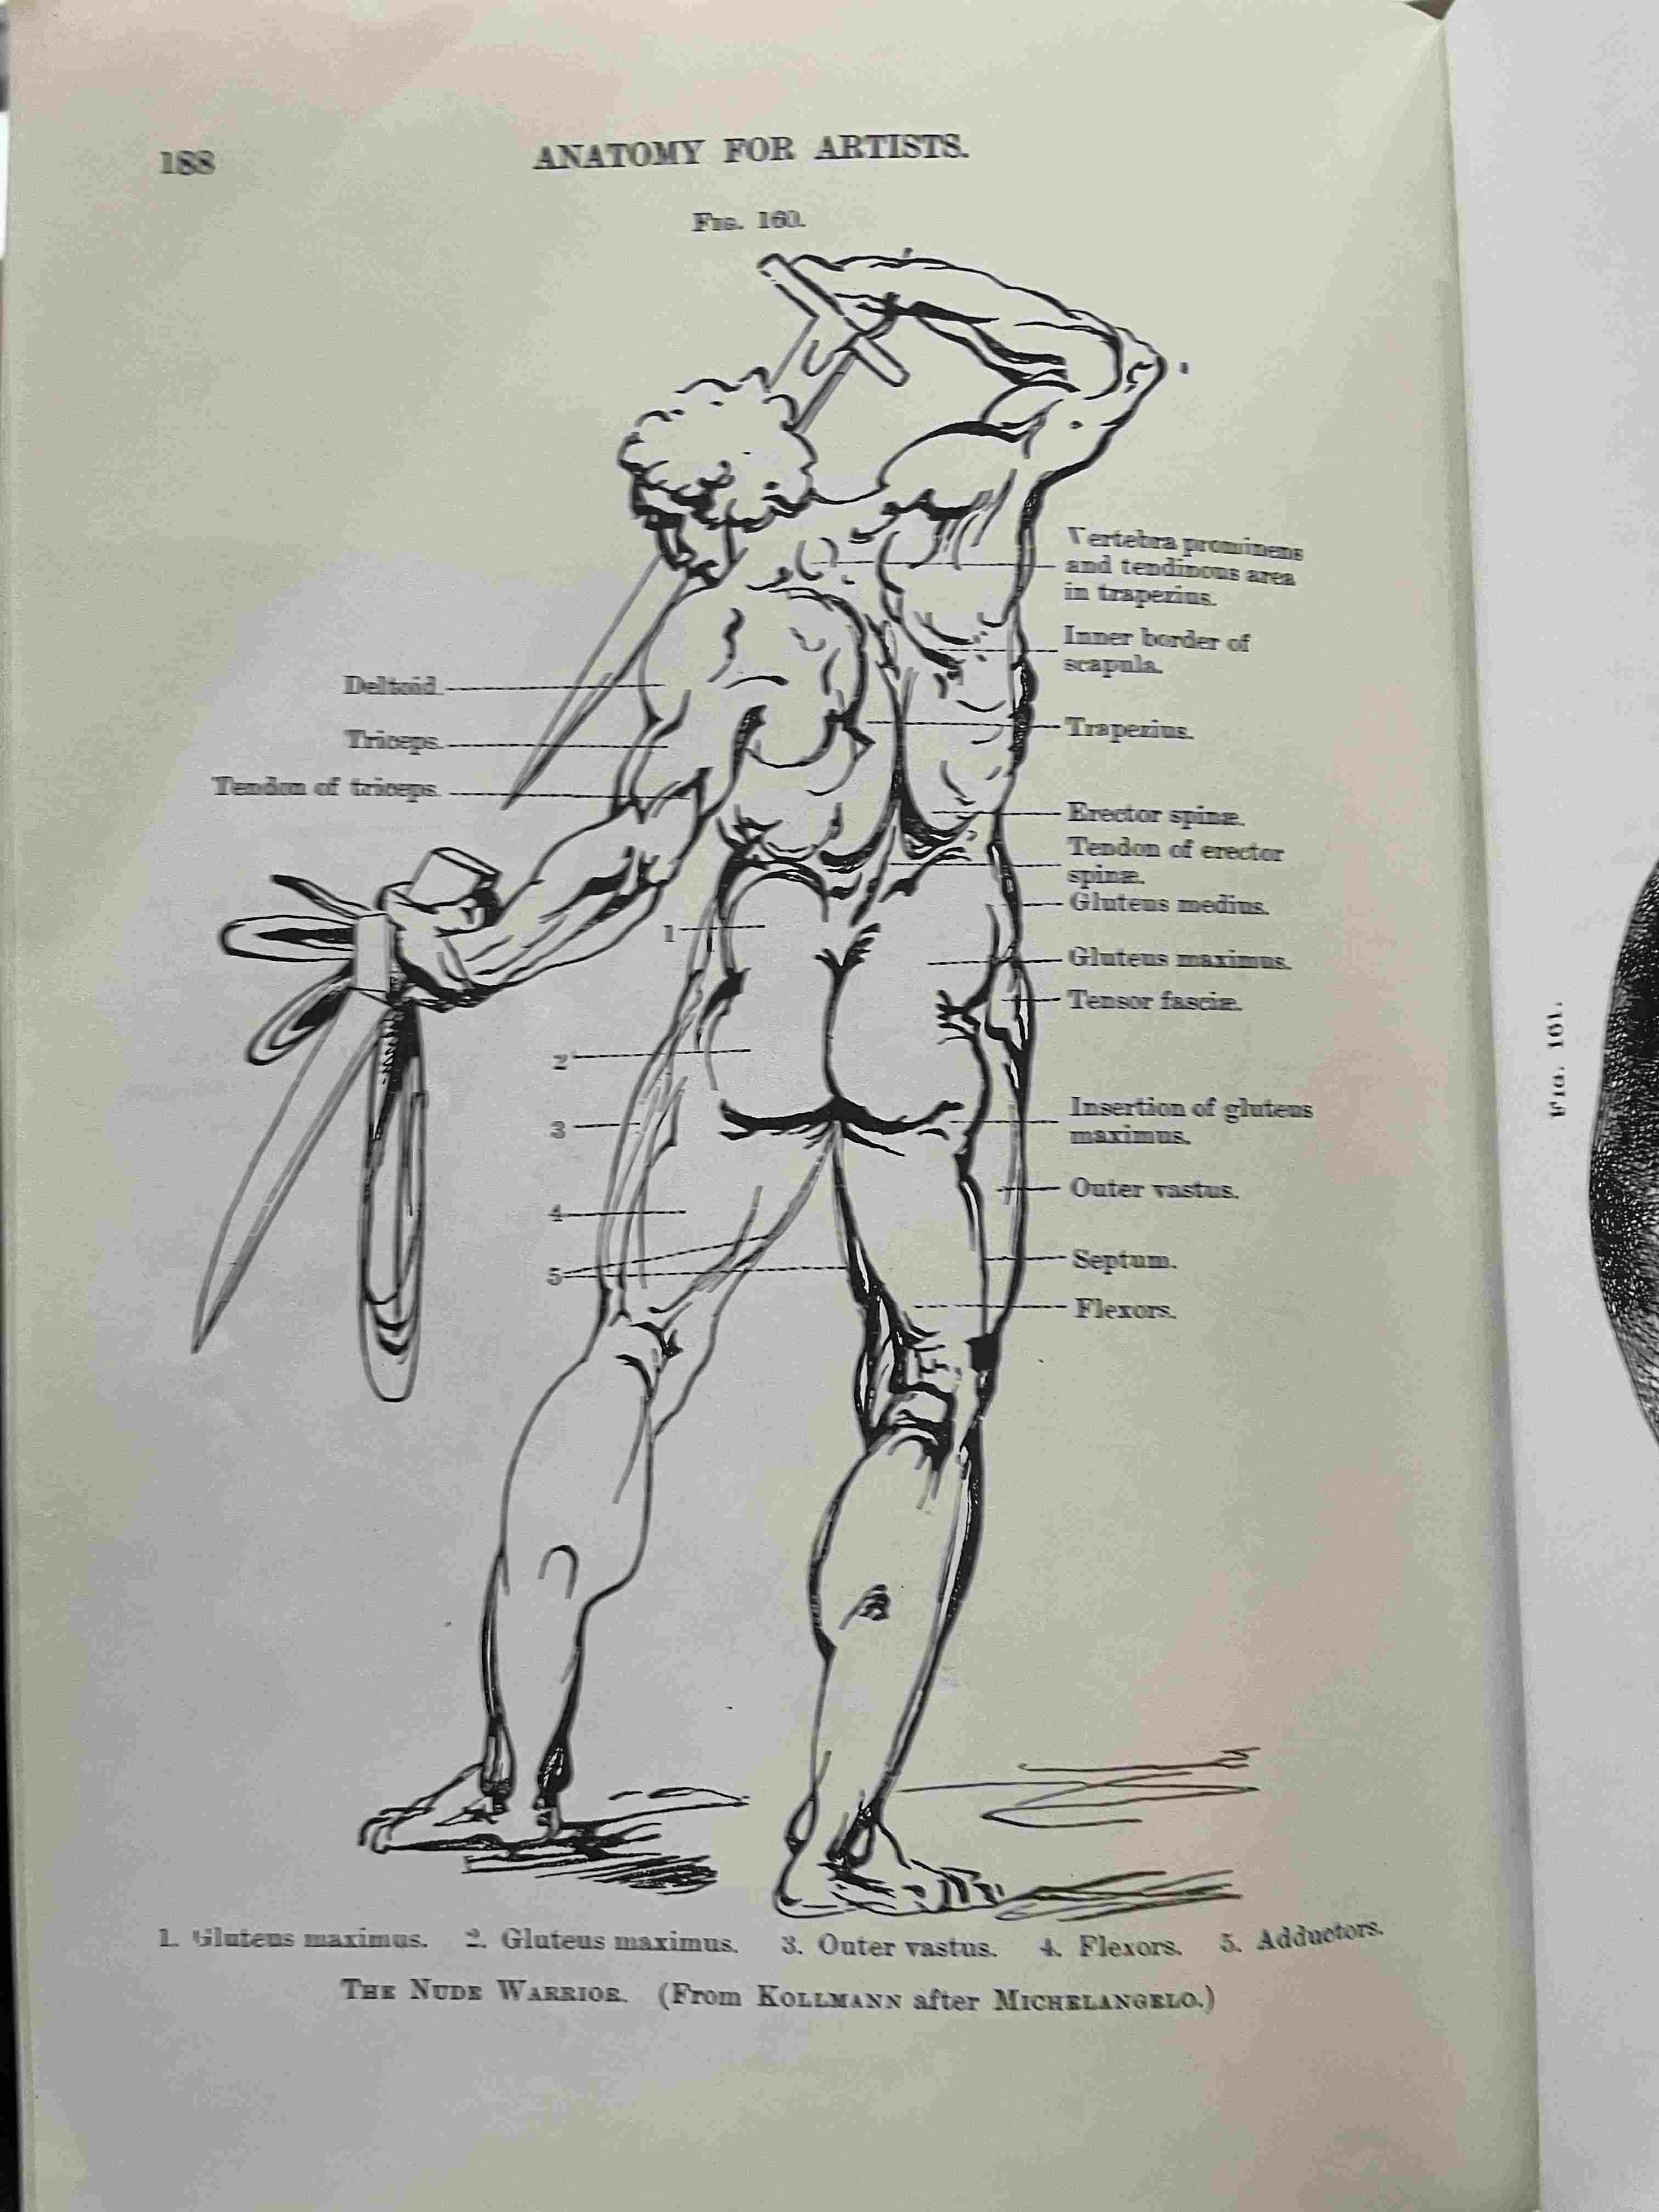 188
ANATOMY FOR ARTISTS.
FIG. 160.
Vertebra prominens
and tendinous area
in trapezius.
Inner border of
scapula.
Deltoid.
Triceps.
Trapezius.
Tendon of triceps.
Erector spinæ.
Tendon of erector
spinæ.
Gluteus medius.
1
Gluteus maximus.
Tensor fasciæ.
2
3
Insertion of gluteus
maximus.
Outer vastus.
4
Septum.
5
Flexors.
1. Gluteus maximus. 2. Gluteus maximus. 3. Outer vastus. 4. Flexors. 5. Adductors.
THE NUDE WARRIOR. (From KOLLMANN after MICHELANGELO.)
FIG. 161.